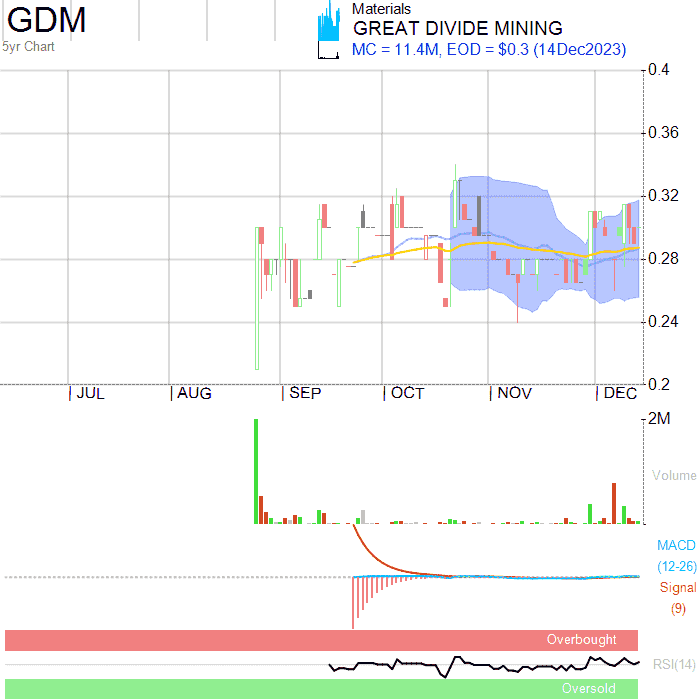 GDM
Materials
GREAT DIVIDE MINING
5yr Chart
MC = 11.4M, EOD = $0.3 (14Dec2023)
0.4
0.36
0.32
0.28
0.24
0.2
JUL AUG SEP OCT NOV DEC
2M
Volume
MACD
(12-26)
Signal
(9)
Overbought
RSI(14)
Oversold